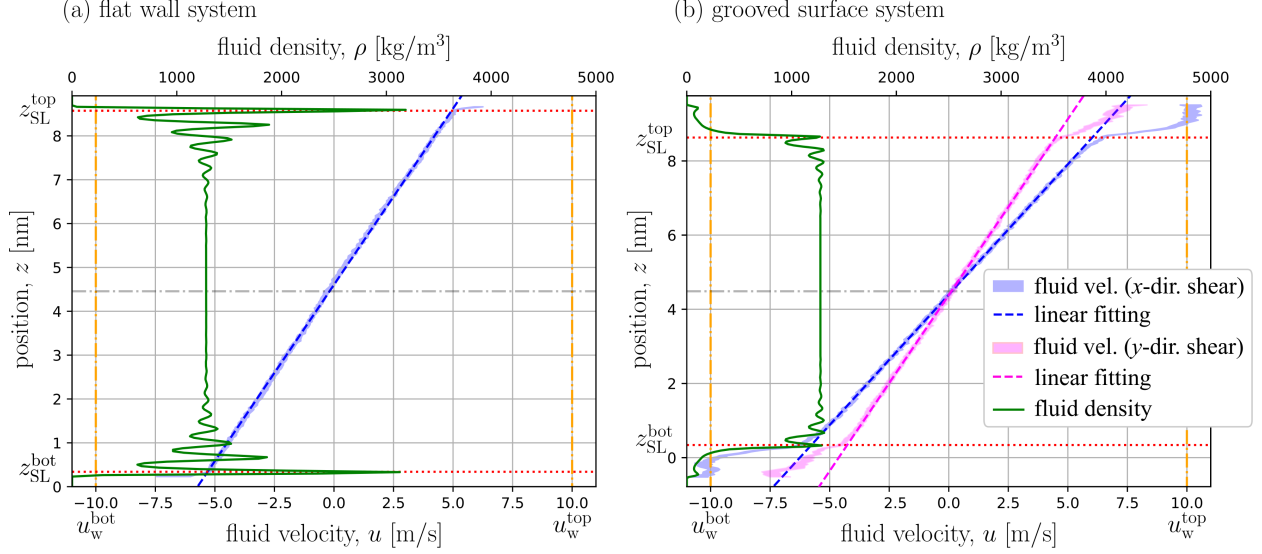 (a) flat wall system
fluid density, ρ [kg/m³]
0 1000 2000 3000 4000 5000
position, z [nm]
z_SL^top
8
7
6
5
4
3
2
1
z_SL^bot
0
−10.0 −7.5 −5.0 −2.5 0.0 2.5 5.0 7.5 10.0
u_w^bot
fluid velocity, u [m/s]
u_w^top
(b) grooved surface system
fluid density, ρ [kg/m³]
0 1000 2000 3000 4000 5000
position, z [nm]
z_SL^top
8
6
4
2
z_SL^bot
0
fluid vel. (x-dir. shear)
linear fitting
fluid vel. (y-dir. shear)
linear fitting
fluid density
−10.0 −7.5 −5.0 −2.5 0.0 2.5 5.0 7.5 10.0
u_w^bot
fluid velocity, u [m/s]
u_w^top